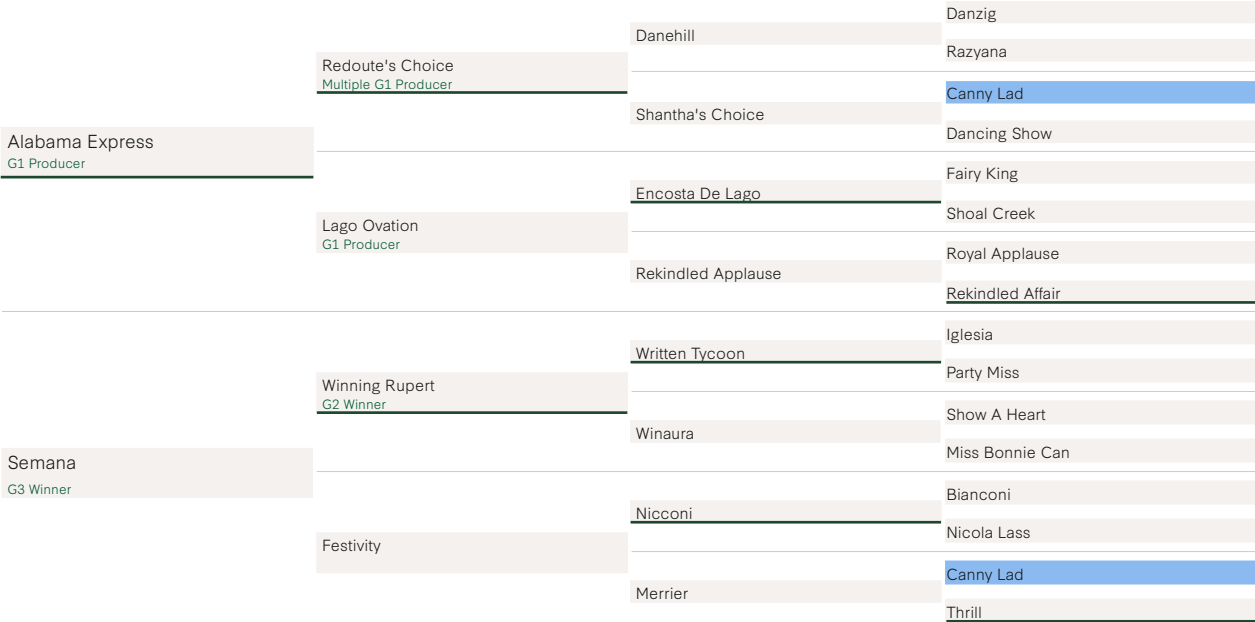 Danzig
Danehill
Razyana
Redoute's Choice
Multiple G1 Producer
Canny Lad
Shantha's Choice
Dancing Show
Alabama Express
G1 Producer
Fairy King
Encosta De Lago
Shoal Creek
Lago Ovation
G1 Producer
Royal Applause
Rekindled Applause
Rekindled Affair
Iglesia
Written Tycoon
Party Miss
Winning Rupert
G2 Winner
Show A Heart
Winaura
Miss Bonnie Can
Semana
G3 Winner
Bianconi
Nicconi
Nicola Lass
Festivity
Canny Lad
Merrier
Thrill